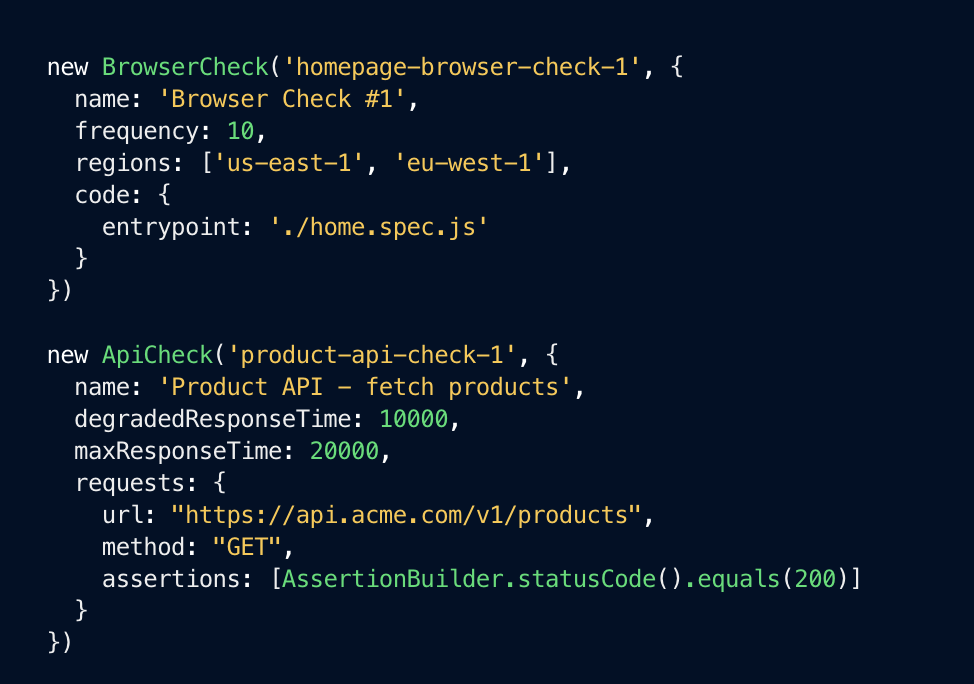 new BrowserCheck('homepage-browser-check-1', {
  name: 'Browser Check #1',
  frequency: 10,
  regions: ['us-east-1', 'eu-west-1'],
  code: {
    entrypoint: './home.spec.js'
  }
})

new ApiCheck('product-api-check-1', {
  name: 'Product API - fetch products',
  degradedResponseTime: 10000,
  maxResponseTime: 20000,
  requests: {
    url: "https://api.acme.com/v1/products",
    method: "GET",
    assertions: [AssertionBuilder.statusCode().equals(200)]
  }
})